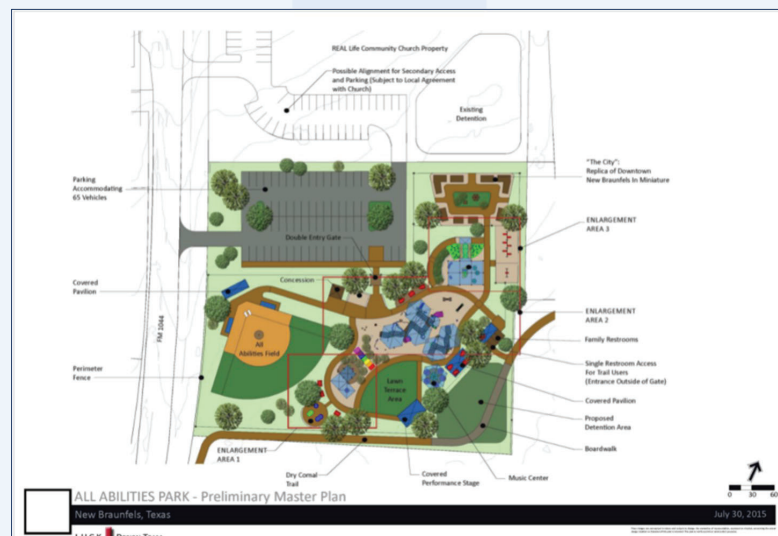 REAL Life Community Church Property
Possible Alignment for Secondary Access
and Parking (Subject to Local Agreement
with Church)
Existing
Detention
"The City":
Replica of Downtown
New Braunfels In Miniature
Parking
Accommodating
65 Vehicles
ENLARGEMENT
AREA 3
Double Entry Gate
Concession
Covered
Pavilion
FM 1044
ENLARGEMENT
AREA 2
Family Restrooms
All
Abilities Field
Single Restroom Access
For Trail Users
(Entrance Outside of Gate)
Perimeter
Fence
Lawn
Terrace
Area
Covered Pavilion
Proposed
Detention Area
Boardwalk
ENLARGEMENT
AREA 1
Dry Comal
Trail
Covered
Performance Stage
Music Center
0 30 60
ALL ABILITIES PARK - Preliminary Master Plan
New Braunfels, Texas
July 30, 2015